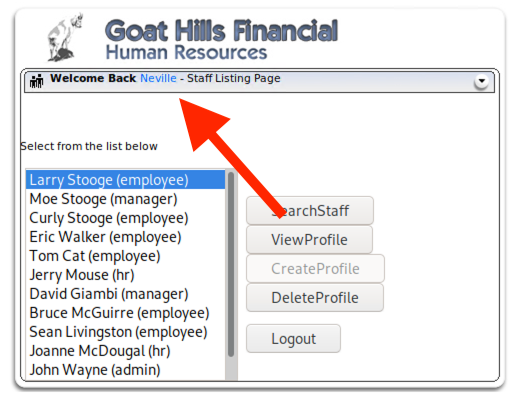 Goat Hills Financial
Human Resources
Welcome Back Neville - Staff Listing Page
Select from the list below
Larry Stooge (employee)
Moe Stooge (manager)
Curly Stooge (employee)
Eric Walker (employee)
Tom Cat (employee)
Jerry Mouse (hr)
David Giambi (manager)
Bruce McGuirre (employee)
Sean Livingston (employee)
Joanne McDougal (hr)
John Wayne (admin)
SearchStaff
ViewProfile
CreateProfile
DeleteProfile
Logout